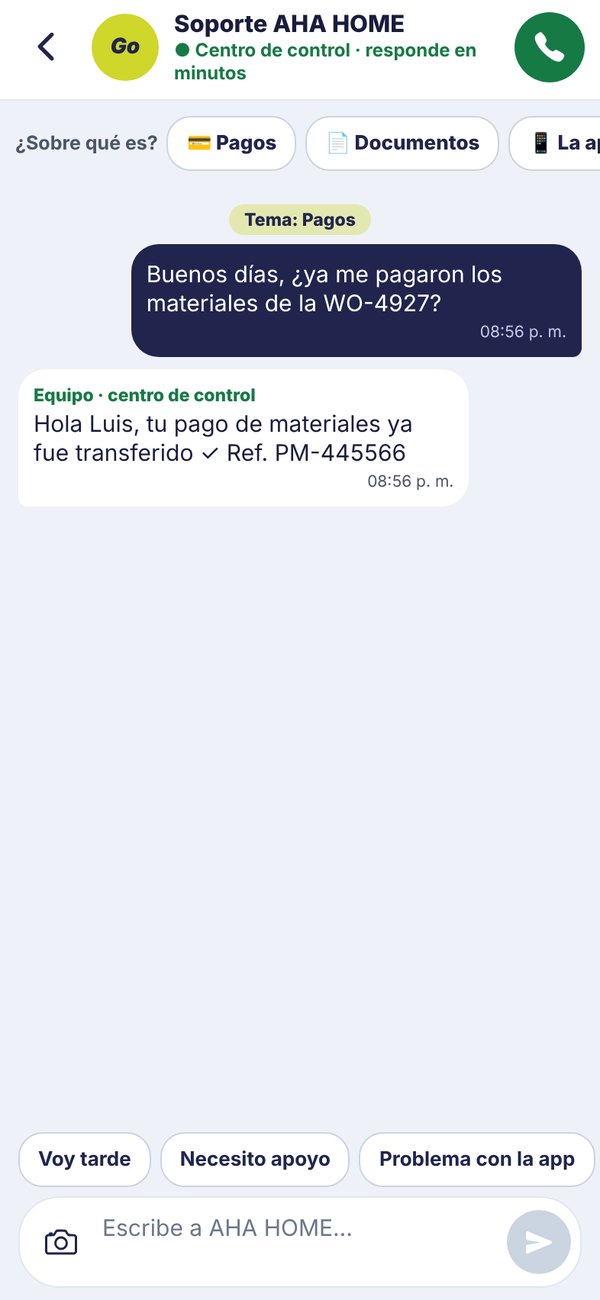 Go
Soporte AHA HOME
● Centro de control · responde en
minutos
¿Sobre qué es?
💳 Pagos
📄 Documentos
📱 La
Tema: Pagos
Buenos días, ¿ya me pagaron los
materiales de la WO-4927?
08:56 p. m.
Equipo · centro de control
Hola Luis, tu pago de materiales ya
fue transferido ✓ Ref. PM-445566
08:56 p. m.
Voy tarde
Necesito apoyo
Problema con la app
Escribe a AHA HOME...